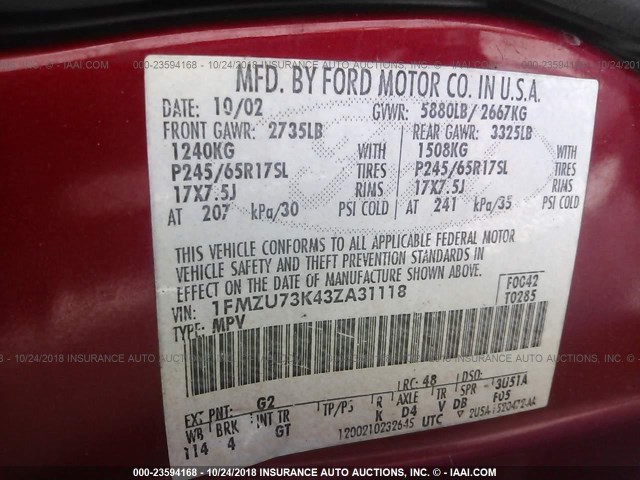 000-23594168 - 10/24/2018 INSURANCE AUTO AUCTIONS INC. - © - IAAI.COM
MFD. BY FORD MOTOR CO. IN U.S.A.
DATE: 10/02 GVWR: 5880LB/2667KG
FRONT GAWR: 2735LB REAR GAWR: 3325LB
1240KG WITH 1508KG WITH
P245/65R17SL TIRES P245/65R17SL TIRES
17X7.5J RIMS 17X7.5J RIMS
AT 207 kPa/30 PSI COLD AT 241 kPa/35 PSI COLD
THIS VEHICLE CONFORMS TO ALL APPLICABLE FEDERAL MOTOR
VEHICLE SAFETY AND BUMPER STANDARDS IN
EFFECT ON THE DATE OF MANUFACTURE SHOWN ABOVE.
VIN: 1FMZU73K43ZA31118 F0C42
TYPE: MPV T0285
EXT PNT: G2 RC: 48 DSO:
WB BRK INT TR TP/PS R AXLE TR SPR 3U5TA
114 4 GT K D4 V DB F05
1200210232645 UTC
000-23594168 - 10/24/2018 INSURANCE AUTO AUCTIONS INC. - © - IAAI.COM